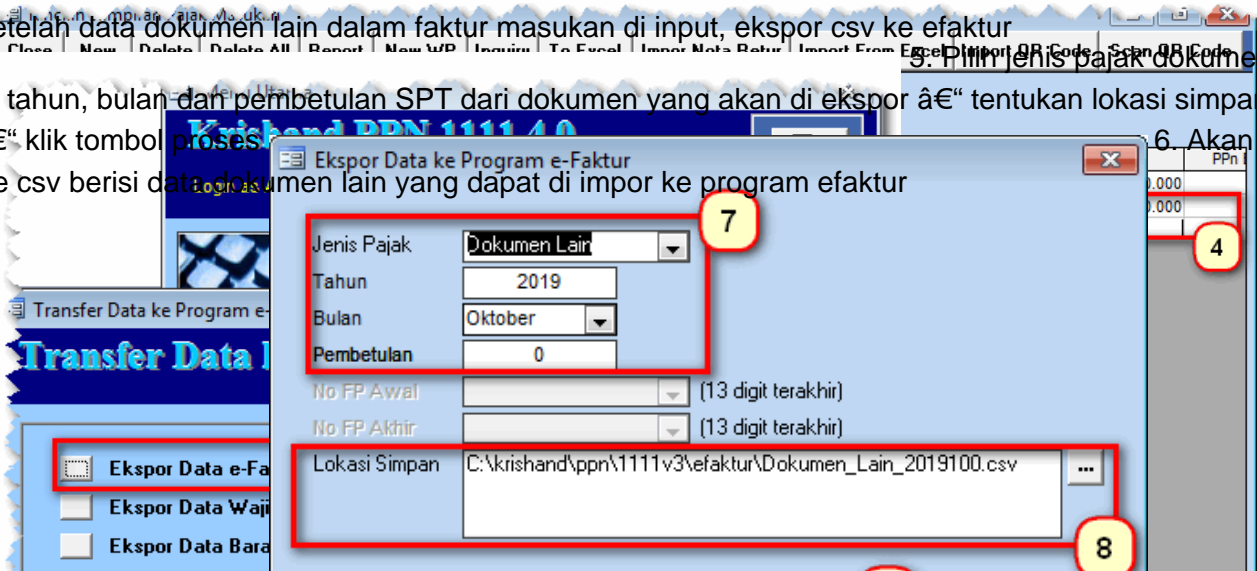 etelah data dokumen lain dalam faktur masukan di input, ekspor csv ke efaktur
Close New Delete Delete All Report New WP Inquiry To Excel Impor Nota Retur Import From Excel Import QR Code Scan QR Code
5. Pilih jenis pajak dokume
tahun, bulan dan pembetulan SPT dari dokumen yang akan di ekspor â€“ tentukan lokasi simpa
Menu Utama
Krishand PPN 1111 4.0
€“ klik tombol proses
6. Akan
Ekspor Data ke Program e-Faktur
PPn
e csv berisi data dokumen lain yang dapat di impor ke program efaktur
0.000
0.000
7
4
Jenis Pajak Dokumen Lain
Tahun 2019
Transfer Data ke Program e-
Bulan Oktober
Transfer Data
Pembetulan 0
No FP Awal (13 digit terakhir)
No FP Akhir (13 digit terakhir)
Ekspor Data e-Fa
Lokasi Simpan C:\krishand\ppn\1111v3\efaktur\Dokumen_Lain_2019100.csv ...
Ekspor Data Waji
Ekspor Data Bara
8